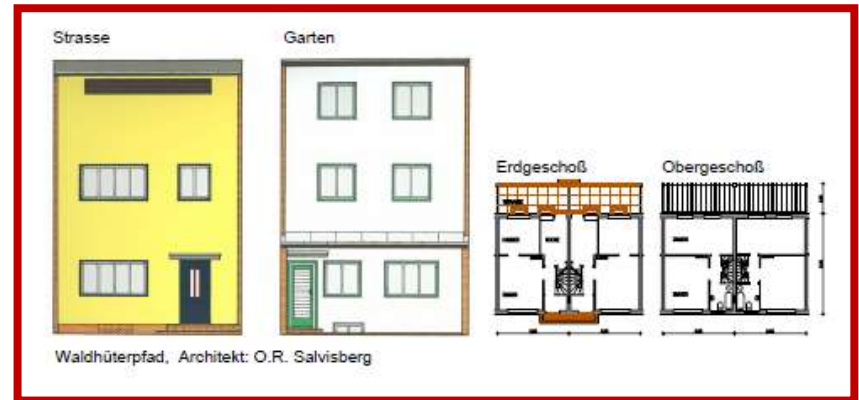 Strasse
Garten
Erdgeschoß
Obergeschoß
Waldhüterpfad, Architekt: O.R. Salvisberg